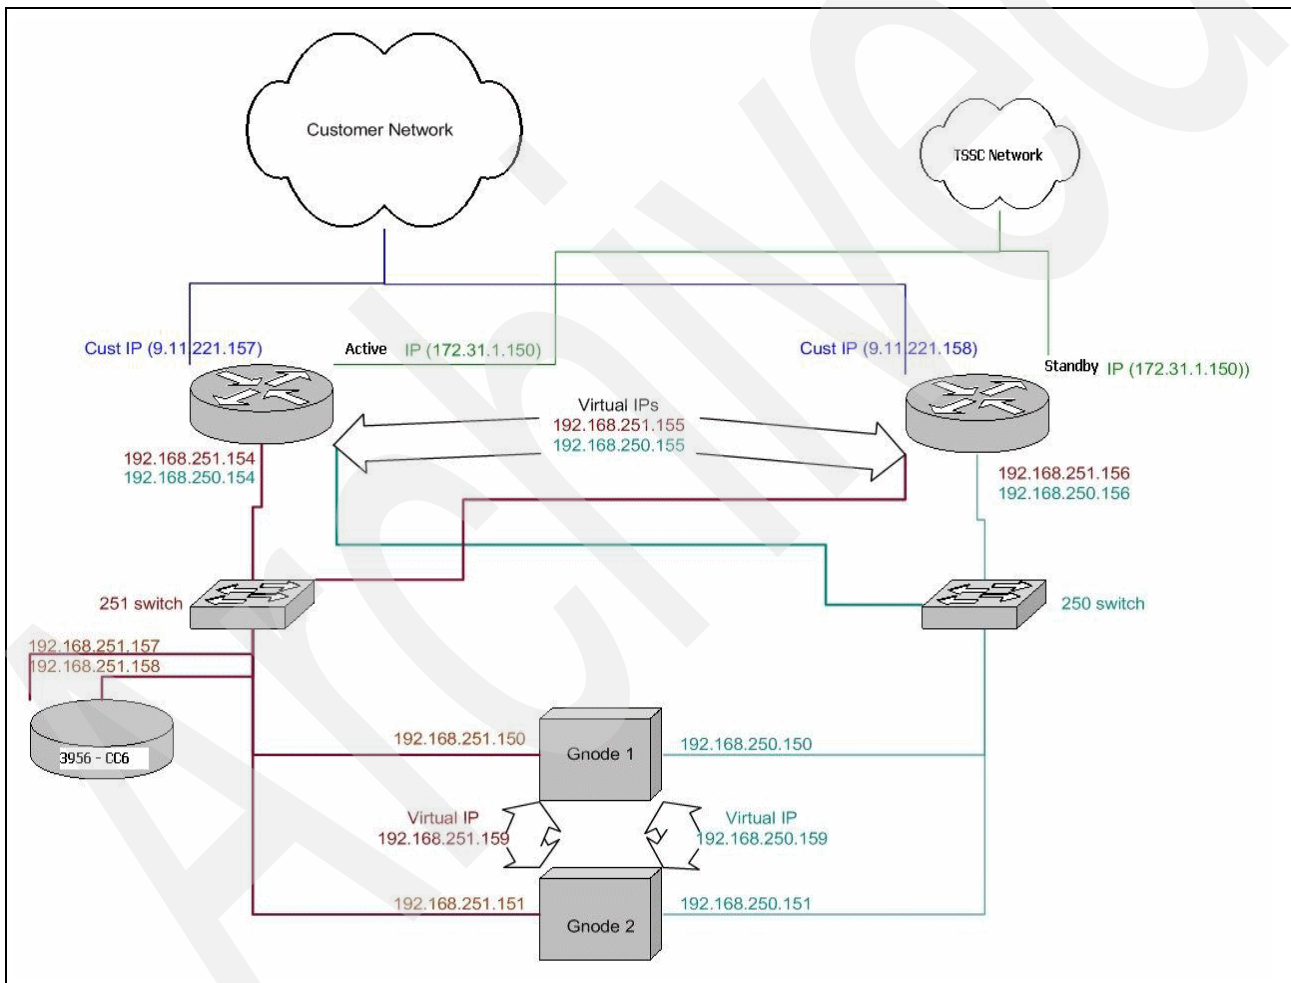 Archived
Customer Network
TSSC Network
Cust IP (9.11.221.157)
Active
IP (172.31.1.150)
Cust IP (9.11.221.158)
Standby
IP (172.31.1.150))
Virtual IPs
192.168.251.155
192.168.250.155
192.168.251.154
192.168.250.154
192.168.251.156
192.168.250.156
251 switch
250 switch
192.168.251.157
192.168.251.158
3956 - CC6
192.168.251.150
Gnode 1
192.168.250.150
Virtual IP
192.168.251.159
Virtual IP
192.168.250.159
192.168.251.151
Gnode 2
192.168.250.151